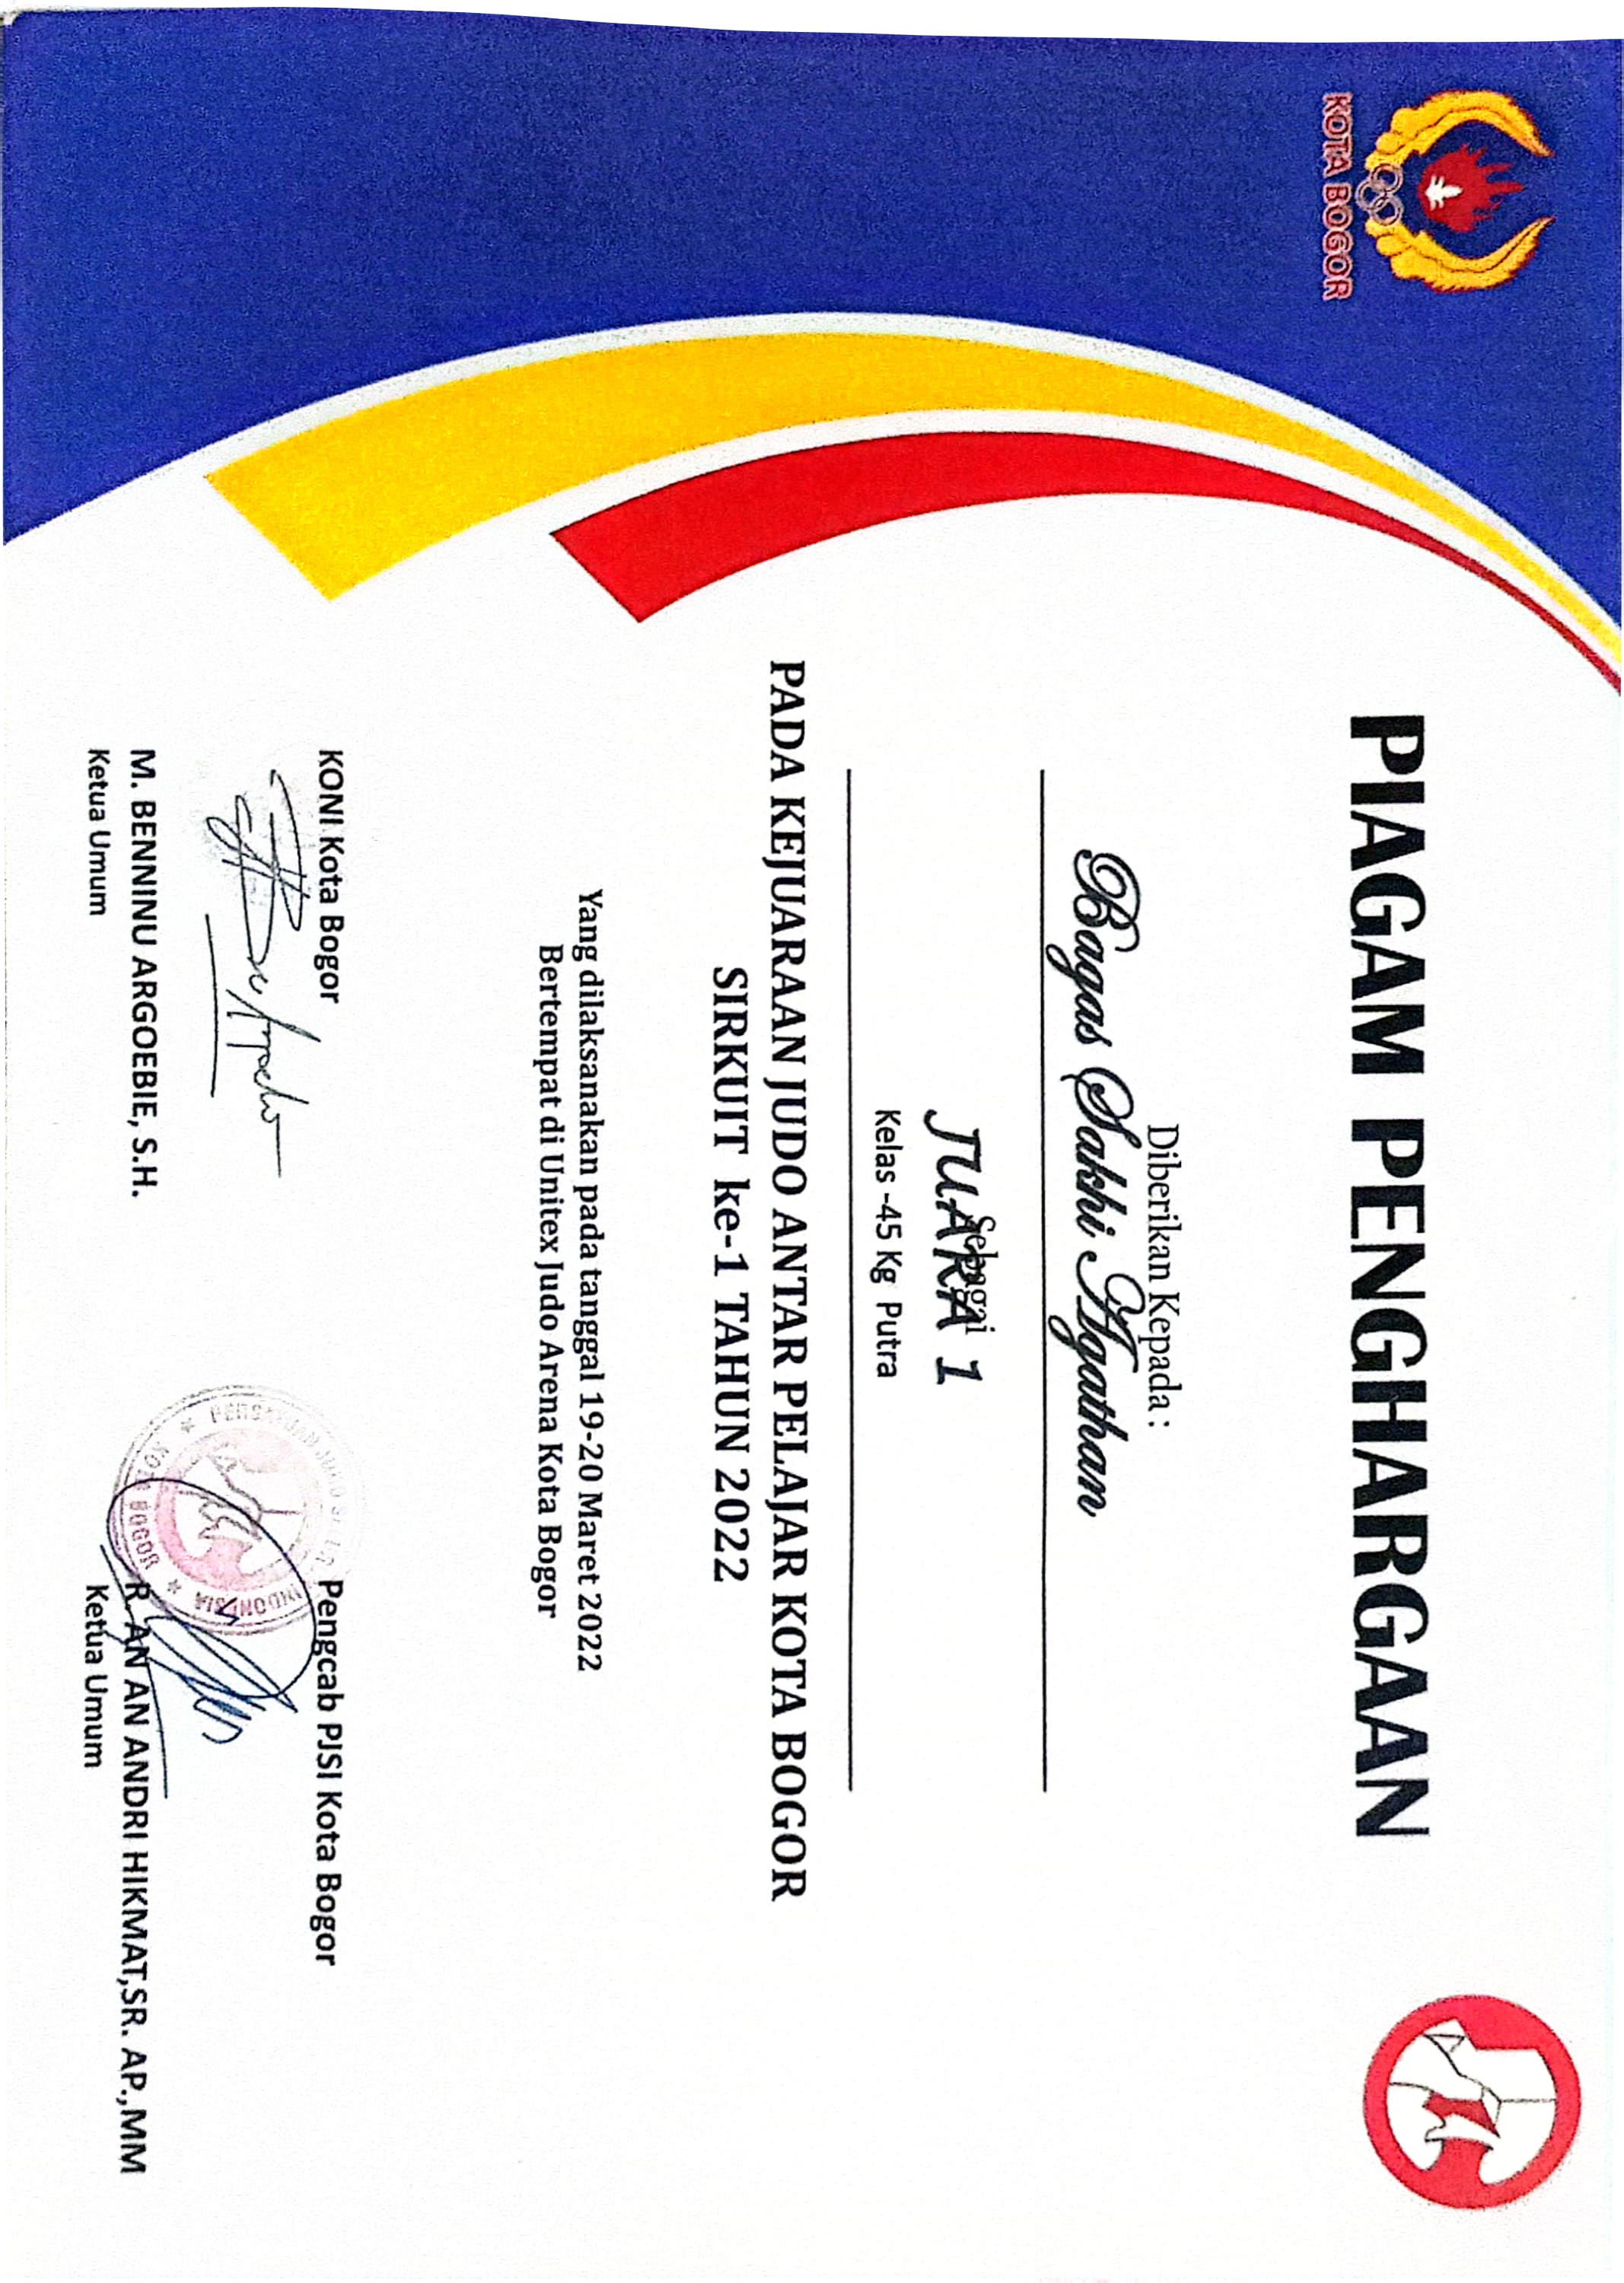 KOTA BOGOR
PIAGAM PENGHARGAAN
Diberikan Kepada :
Bagas Sakhi Agathan
Sebagai
JUARA 1
Kelas -45 Kg Putra
PADA KEJUARAAN JUDO ANTAR PELAJAR KOTA BOGOR
SIRKUIT ke-1 TAHUN 2022
Yang dilaksanakan pada tanggal 19-20 Maret 2022
Bertempat di Unitex Judo Arena Kota Bogor
KONI Kota Bogor
M. BENNINU ARGOEBIE, S.H.
Ketua Umum
Pengcab PJSI Kota Bogor
PERSATUAN JUDO SELURUH INDONESIA
KOTA BOGOR
R. AN AN ANDRI HIKMAT,SR. AP.,MM
Ketua Umum